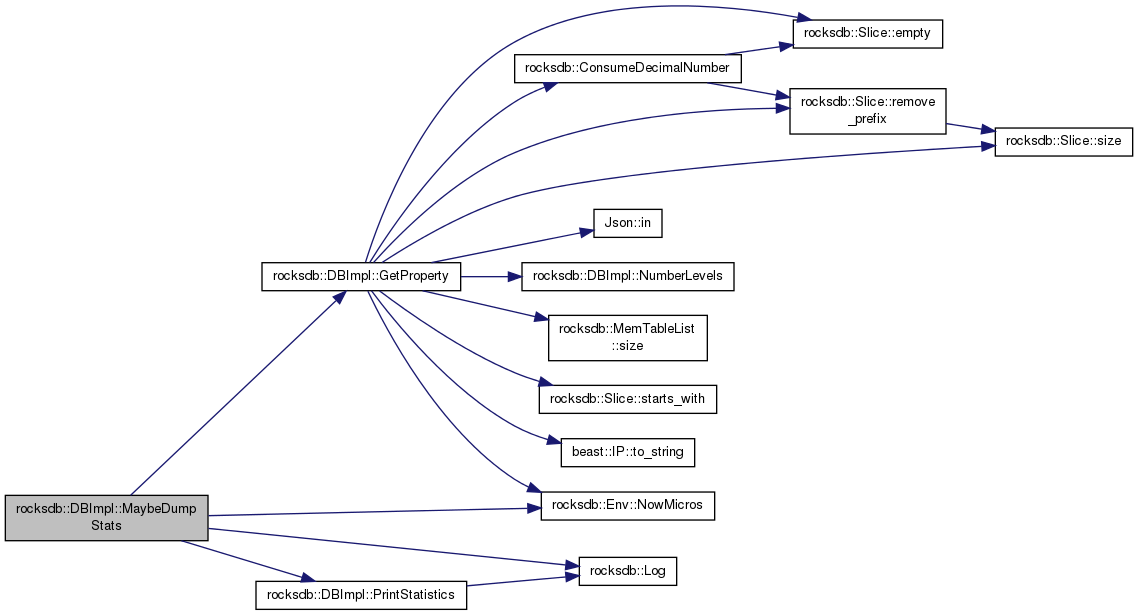 rocksdb::Slice::empty
rocksdb::ConsumeDecimalNumber
rocksdb::Slice::remove
_prefix
rocksdb::Slice::size
Json::in
rocksdb::DBImpl::GetProperty
rocksdb::DBImpl::NumberLevels
rocksdb::MemTableList
::size
rocksdb::Slice::starts_with
beast::IP::to_string
rocksdb::DBImpl::MaybeDump
Stats
rocksdb::Env::NowMicros
rocksdb::Log
rocksdb::DBImpl::PrintStatistics